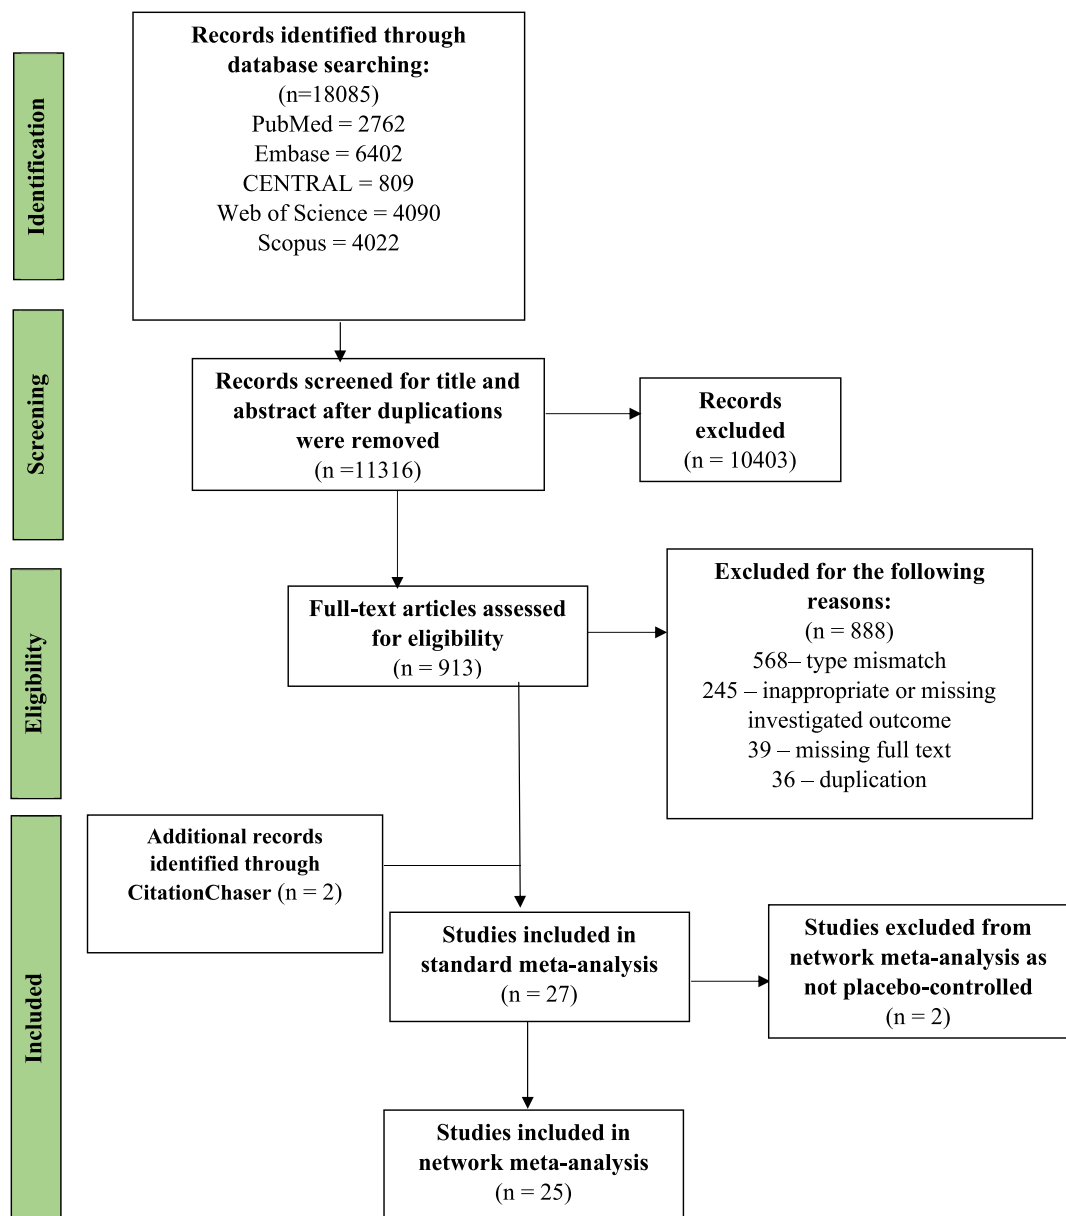 Identification
Records identified through
database searching:
(n=18085)
PubMed = 2762
Embase = 6402
CENTRAL = 809
Web of Science = 4090
Scopus = 4022
Screening
Records screened for title and
abstract after duplications
were removed
(n =11316)
Records
excluded
(n = 10403)
Eligibility
Full-text articles assessed
for eligibility
(n = 913)
Excluded for the following
reasons:
(n = 888)
568– type mismatch
245 – inappropriate or missing
investigated outcome
39 – missing full text
36 – duplication
Included
Additional records
identified through
CitationChaser (n = 2)
Studies included in
standard meta-analysis
(n = 27)
Studies excluded from
network meta-analysis as
not placebo-controlled
(n = 2)
Studies included in
network meta-analysis
(n = 25)